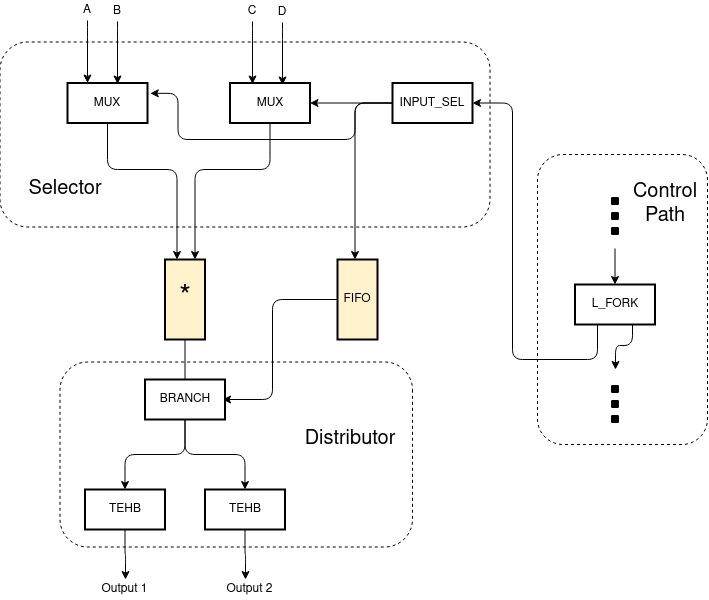 A
B
C
D
MUX
MUX
INPUT_SEL
Selector
Control
Path
*
FIFO
L_FORK
BRANCH
Distributor
TEHB
TEHB
Output 1
Output 2